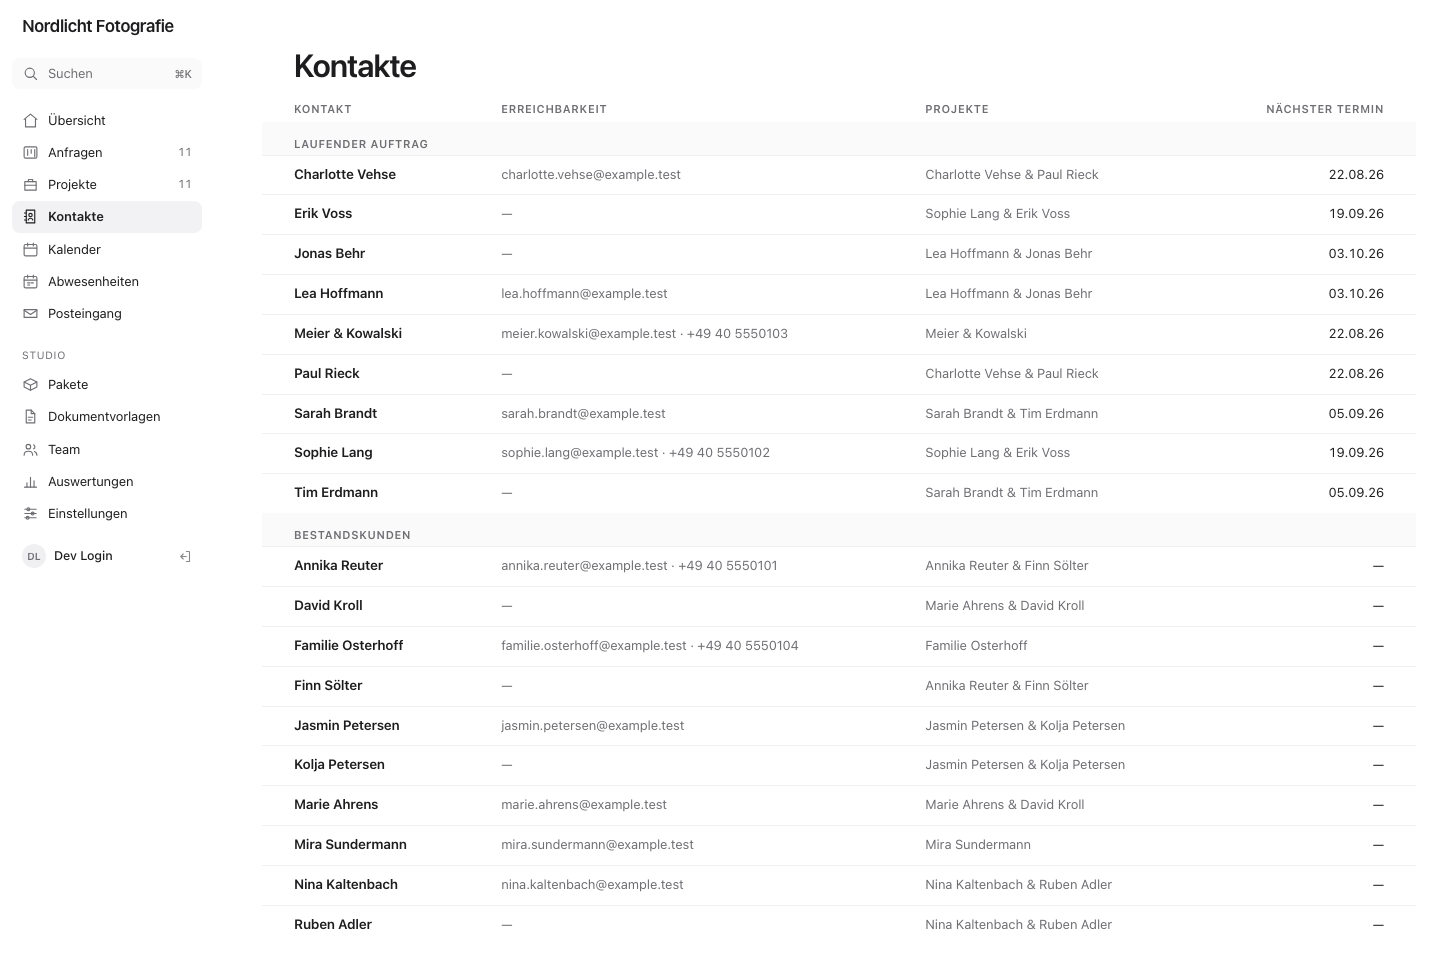 Nordlicht Fotografie
Suchen ⌘K
Übersicht
Anfragen 11
Projekte 11
Kontakte
Kalender
Abwesenheiten
Posteingang
STUDIO
Pakete
Dokumentvorlagen
Team
Auswertungen
Einstellungen
DL Dev Login
Kontakte
KONTAKT ERREICHBARKEIT PROJEKTE NÄCHSTER TERMIN
LAUFENDER AUFTRAG
Charlotte Vehse charlotte.vehse@example.test Charlotte Vehse & Paul Rieck 22.08.26
Erik Voss — Sophie Lang & Erik Voss 19.09.26
Jonas Behr — Lea Hoffmann & Jonas Behr 03.10.26
Lea Hoffmann lea.hoffmann@example.test Lea Hoffmann & Jonas Behr 03.10.26
Meier & Kowalski meier.kowalski@example.test · +49 40 5550103 Meier & Kowalski 22.08.26
Paul Rieck — Charlotte Vehse & Paul Rieck 22.08.26
Sarah Brandt sarah.brandt@example.test Sarah Brandt & Tim Erdmann 05.09.26
Sophie Lang sophie.lang@example.test · +49 40 5550102 Sophie Lang & Erik Voss 19.09.26
Tim Erdmann — Sarah Brandt & Tim Erdmann 05.09.26
BESTANDSKUNDEN
Annika Reuter annika.reuter@example.test · +49 40 5550101 Annika Reuter & Finn Sölter —
David Kroll — Marie Ahrens & David Kroll —
Familie Osterhoff familie.osterhoff@example.test · +49 40 5550104 Familie Osterhoff —
Finn Sölter — Annika Reuter & Finn Sölter —
Jasmin Petersen jasmin.petersen@example.test Jasmin Petersen & Kolja Petersen —
Kolja Petersen — Jasmin Petersen & Kolja Petersen —
Marie Ahrens marie.ahrens@example.test Marie Ahrens & David Kroll —
Mira Sundermann mira.sundermann@example.test Mira Sundermann —
Nina Kaltenbach nina.kaltenbach@example.test Nina Kaltenbach & Ruben Adler —
Ruben Adler — Nina Kaltenbach & Ruben Adler —